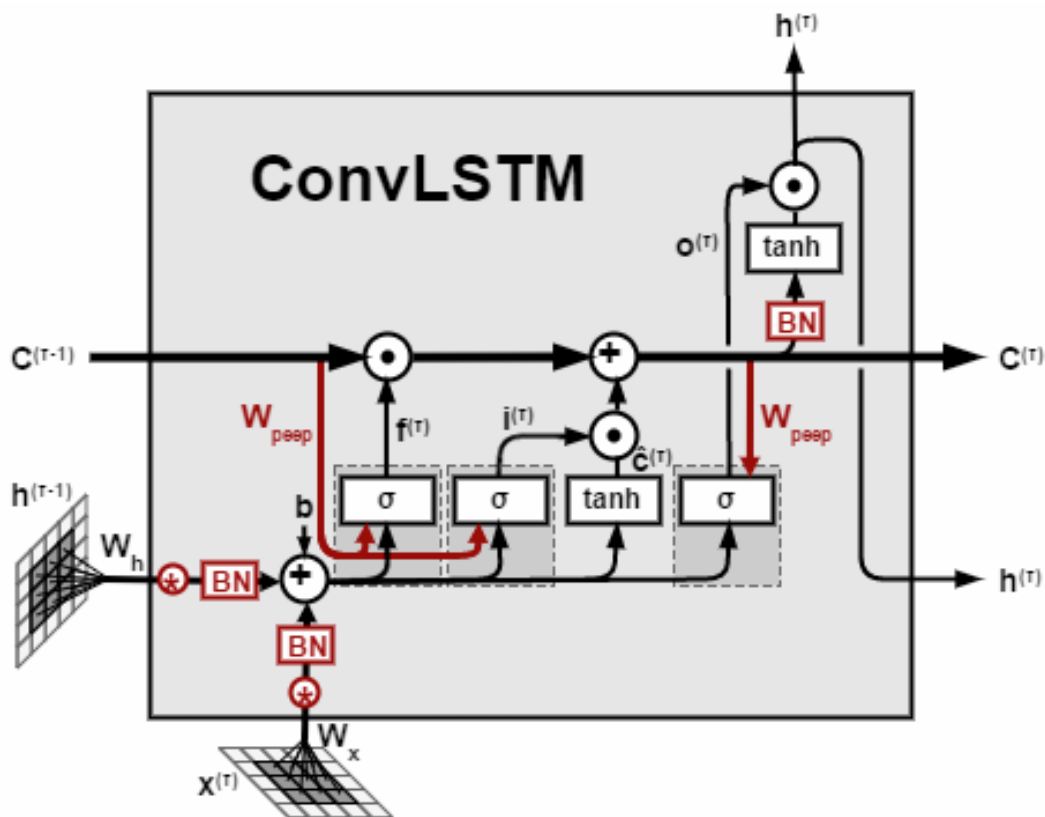 h(τ)
ConvLSTM
o(τ)
tanh
BN
C(τ-1)
C(τ)
Wpeep
f(τ)
i(τ)
ĉ(τ)
Wpeep
h(τ-1)
b
σ
σ
tanh
σ
Wh
BN
h(τ)
BN
Wx
x(τ)